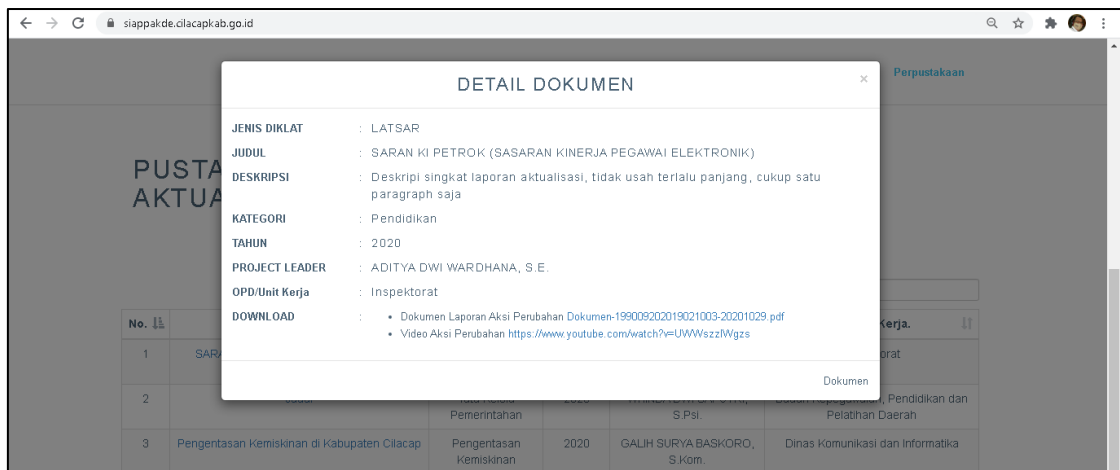 siappakde.cilacapkab.go.id
Perpustakaan
DETAIL DOKUMEN
×
JENIS DIKLAT : LATSAR
JUDUL : SARAN KI PETROK (SASARAN KINERJA PEGAWAI ELEKTRONIK)
DESKRIPSI : Deskripi singkat laporan aktualisasi, tidak usah terlalu panjang, cukup satu
paragraph saja
KATEGORI : Pendidikan
TAHUN : 2020
PROJECT LEADER : ADITYA DWI WARDHANA, S.E.
OPD/Unit Kerja : Inspektorat
DOWNLOAD : • Dokumen Laporan Aksi Perubahan Dokumen-199009202019021003-20201029.pdf
• Video Aksi Perubahan https://www.youtube.com/watch?v=UWWszzlWgzs
Dokumen
PUSTA
AKTUA
No. Kerja.
1 SARA orat
2 Pendidikan dan
Pemerintahan S.Psi. Pelatihan Daerah
3 Pengentasan Kemiskinan di Kabupaten Cilacap Pengentasan 2020 GALIH SURYA BASKORO, Dinas Komunikasi dan Informatika
Kemiskinan S.Kom.